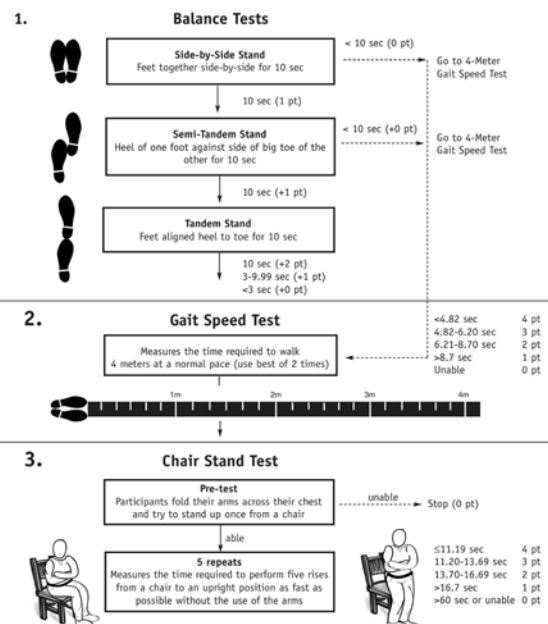 1.
Balance Tests
Side-by-Side Stand
Feet together side-by-side for 10 sec
< 10 sec (0 pt)
Go to 4-Meter
Gait Speed Test
10 sec (1 pt)
Semi-Tandem Stand
Heel of one foot against side of big toe of the
other for 10 sec
< 10 sec (+0 pt)
Go to 4-Meter
Gait Speed Test
10 sec (+1 pt)
Tandem Stand
Feet aligned heel to toe for 10 sec
10 sec (+2 pt)
3-9.99 sec (+1 pt)
<3 sec (+0 pt)
2.
Gait Speed Test
Measures the time required to walk
4 meters at a normal pace (use best of 2 times)
<4.82 sec 4 pt
4.82-6.20 sec 3 pt
6.21-8.70 sec 2 pt
>8.7 sec 1 pt
Unable 0 pt
1m 2m 3m 4m
3.
Chair Stand Test
Pre-test
Participants fold their arms across their chest
and try to stand up once from a chair
unable
Stop (0 pt)
able
5 repeats
Measures the time required to perform five rises
from a chair to an upright position as fast as
possible without the use of the arms
≤11.19 sec 4 pt
11.20-13.69 sec 3 pt
13.70-16.69 sec 2 pt
>16.7 sec 1 pt
>60 sec or unable 0 pt